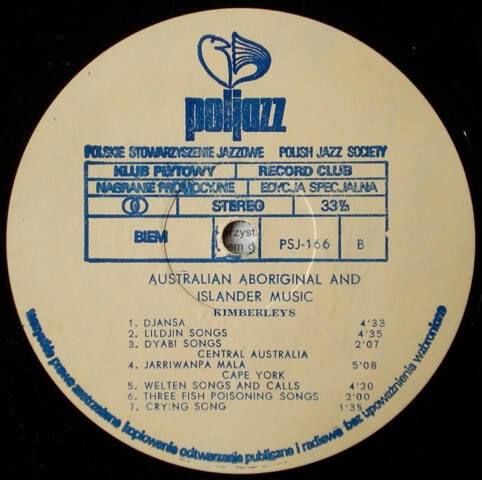 poljazz
POLSKIE STOWARZYSZENIE JAZZOWE POLISH JAZZ SOCIETY
KLUB PŁYTOWY RECORD CLUB
NAGRANIE PROMOCYJNE EDYCJA SPECJALNA
STEREO 33⅓
BIEM PSJ-166 B
AUSTRALIAN ABORIGINAL AND
ISLANDER MUSIC
KIMBERLEYS
1. DJANSA 4'33
2. LILDJIN SONGS 4'35
3. DYABI SONGS 2'07
CENTRAL AUSTRALIA
4. JARRIWANPA MALA 5'08
CAPE YORK
5. WELTEN SONGS AND CALLS 4'20
6. THREE FISH POISONING SONGS 2'00
7. CRYING SONG 1'35
wszystkie prawa zastrzeżone kopiowanie odtwarzanie publiczne i radiowe bez upoważnienia wzbronione